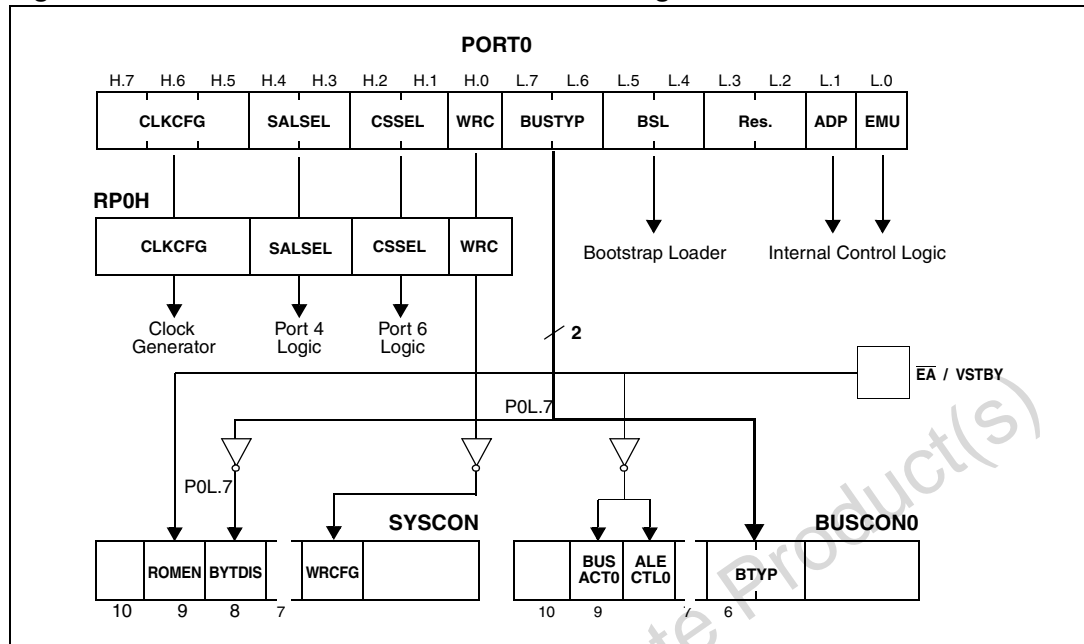 PORT0
H.7 H.6 H.5 H.4 H.3 H.2 H.1 H.0 L.7 L.6 L.5 L.4 L.3 L.2 L.1 L.0
CLKCFG SALSEL CSSEL WRC BUSTYP BSL Res. ADP EMU
RP0H
CLKCFG SALSEL CSSEL WRC
Bootstrap Loader Internal Control Logic
Clock Generator
Port 4 Logic
Port 6 Logic
2
EA / VSTBY
P0L.7
P0L.7
SYSCON BUSCON0
ROMEN BYTDIS WRCFG
BUS ACT0
ALE CTL0
BTYP
10 9 8 7 10 9 7 6
Product(s)